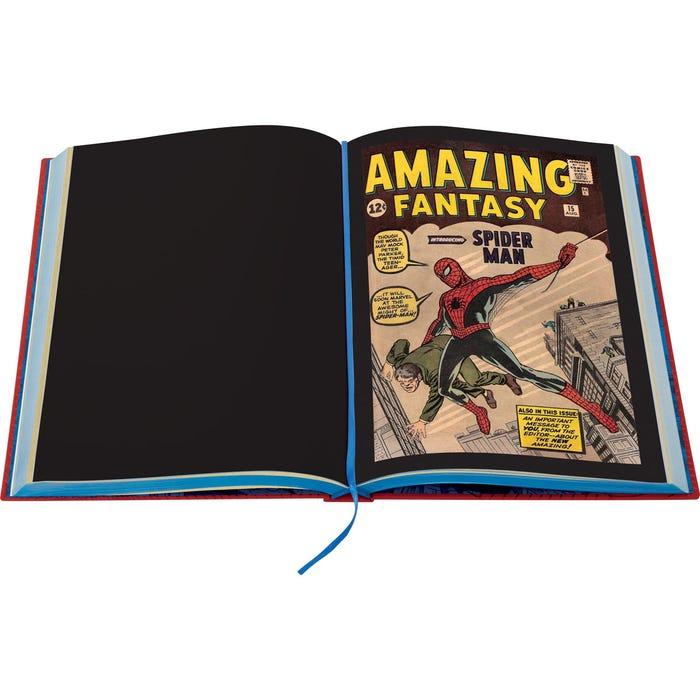 AMAZING
FANTASY
12¢
15
AUG.
INTRODUCING
SPIDER
MAN
THOUGH
THE WORLD
MAY MOCK
PETER
PARKER,
THE TIMID
TEEN-
AGER...
...IT WILL
SOON MARVEL
AT THE
AWESOME
MIGHT OF...
SPIDER-MAN!
ALSO IN THIS ISSUE:
AN IMPORTANT
MESSAGE TO
YOU, FROM THE
EDITOR--ABOUT
THE NEW
AMAZING!